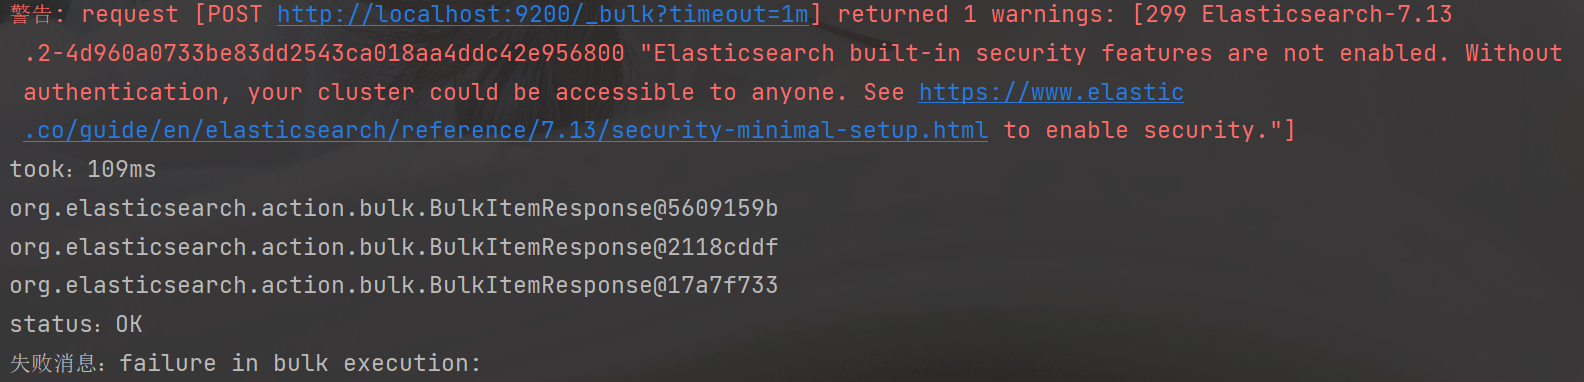 警告: request [POST http://localhost:9200/_bulk?timeout=1m] returned 1 warnings: [299 Elasticsearch-7.13
.2-4d960a0733be83dd2543ca018aa4ddc42e956800 "Elasticsearch built-in security features are not enabled. Without
authentication, your cluster could be accessible to anyone. See https://www.elastic
.co/guide/en/elasticsearch/reference/7.13/security-minimal-setup.html to enable security."]
took：109ms
org.elasticsearch.action.bulk.BulkItemResponse@5609159b
org.elasticsearch.action.bulk.BulkItemResponse@2118cddf
org.elasticsearch.action.bulk.BulkItemResponse@17a7f733
status：OK
失败消息：failure in bulk execution: